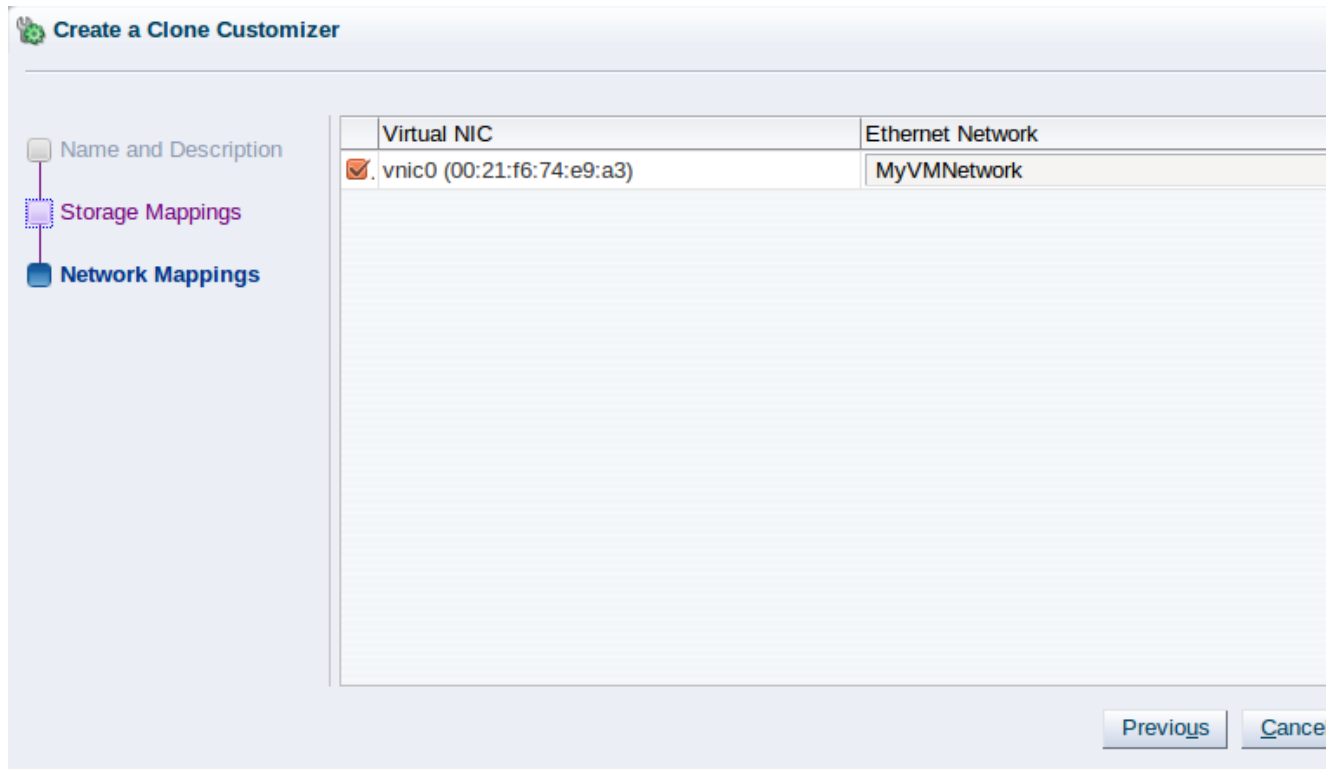 Create a Clone Customizer
Name and Description
Storage Mappings
Network Mappings
Virtual NIC Ethernet Network
vnic0 (00:21:f6:74:e9:a3) MyVMNetwork
Previous Cancel